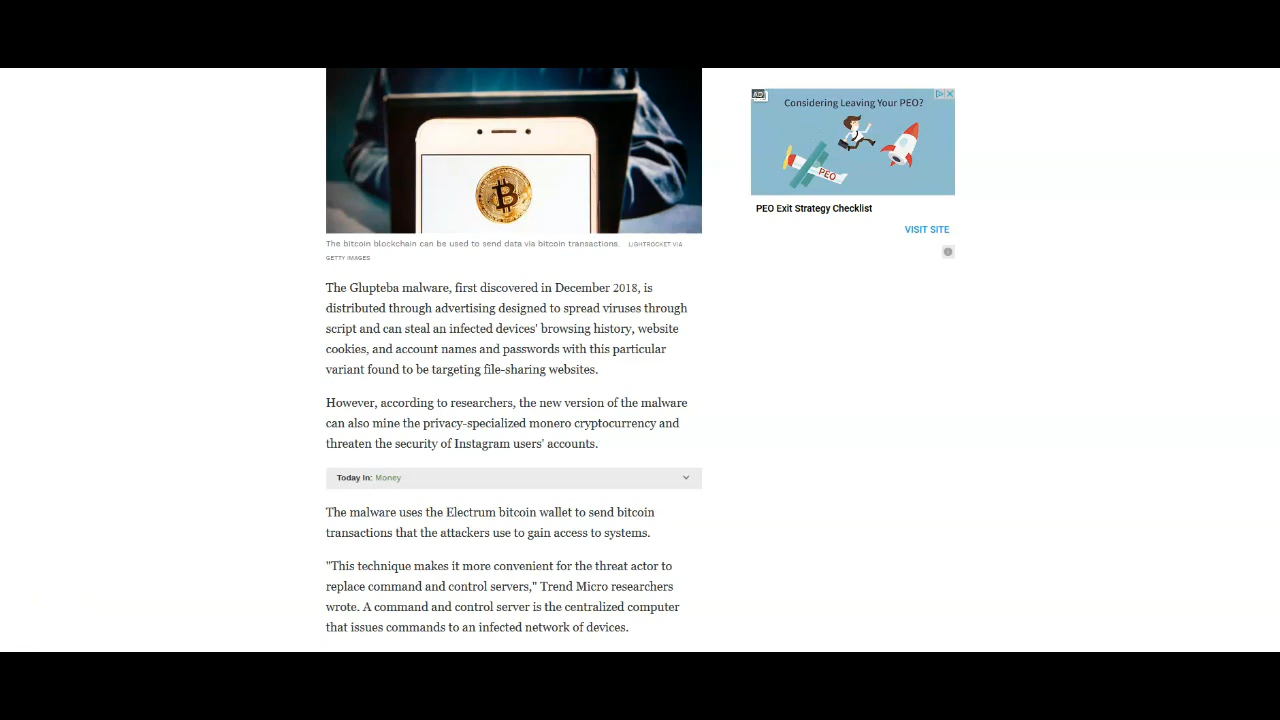 The bitcoin blockchain can be used to send data via bitcoin transactions. LIGHTROCKET VIA
GETTY IMAGES
The Glupteba malware, first discovered in December 2018, is
distributed through advertising designed to spread viruses through
script and can steal an infected devices' browsing history, website
cookies, and account names and passwords with this particular
variant found to be targeting file-sharing websites.
However, according to researchers, the new version of the malware
can also mine the privacy-specialized monero cryptocurrency and
threaten the security of Instagram users' accounts.
Today In: Money
The malware uses the Electrum bitcoin wallet to send bitcoin
transactions that the attackers use to gain access to systems.
"This technique makes it more convenient for the threat actor to
replace command and control servers," Trend Micro researchers
wrote. A command and control server is the centralized computer
that issues commands to an infected network of devices.
AD
Considering Leaving Your PEO?
PEO
PEO Exit Strategy Checklist
VISIT SITE